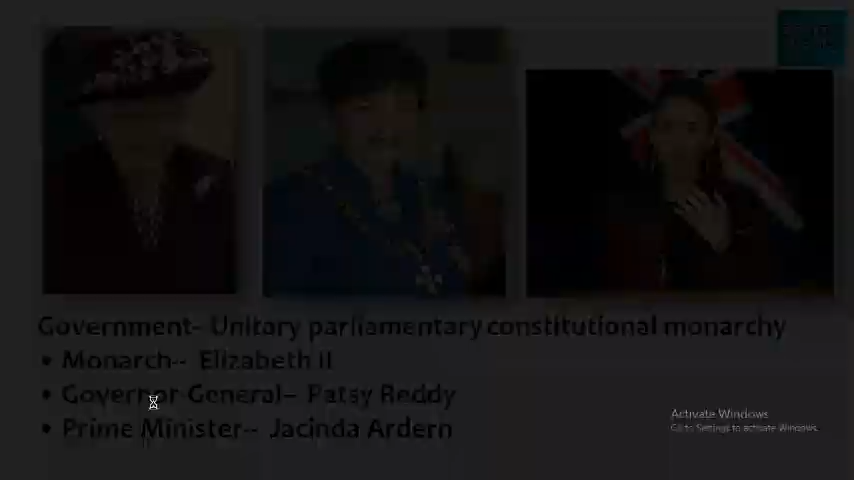 Government- Unitary parliamentary constitutional monarchy
• Monarch-- Elizabeth II
• Governor-General- Patsy Reddy
• Prime Minister-- Jacinda Ardern
Activate Windows
Go to Settings to activate Windows.